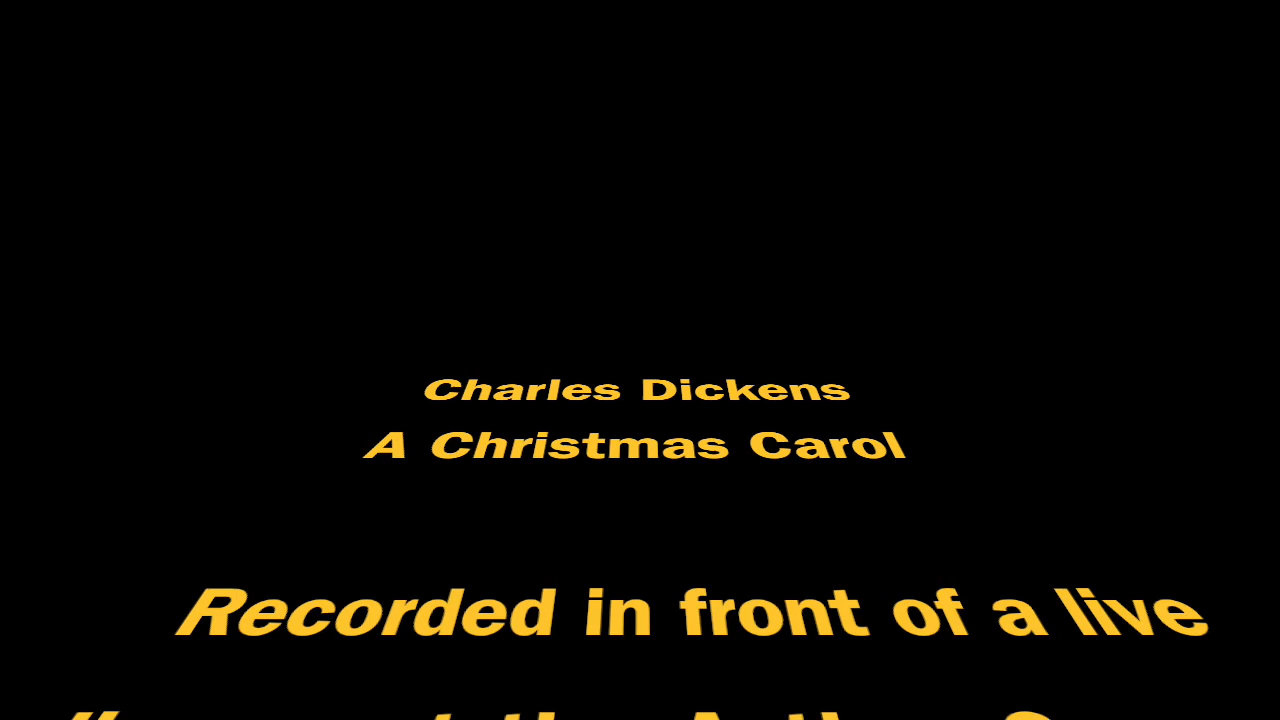 Charles Dickens
A Christmas Carol
Recorded in front of a live